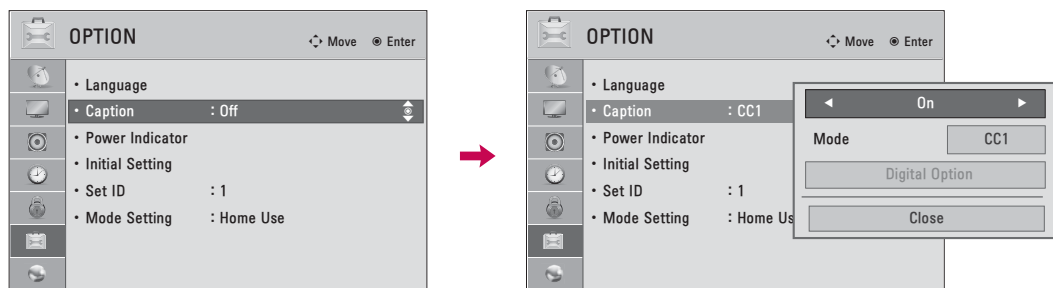 OPTION
Move Enter
• Language
• Caption : Off
• Power Indicator
• Initial Setting
• Set ID : 1
• Mode Setting : Home Use
OPTION
Move Enter
• Language
• Caption : CC1
• Power Indicator
• Initial Setting
• Set ID : 1
• Mode Setting : Home Us
◄ On ►
Mode CC1
Digital Option
Close